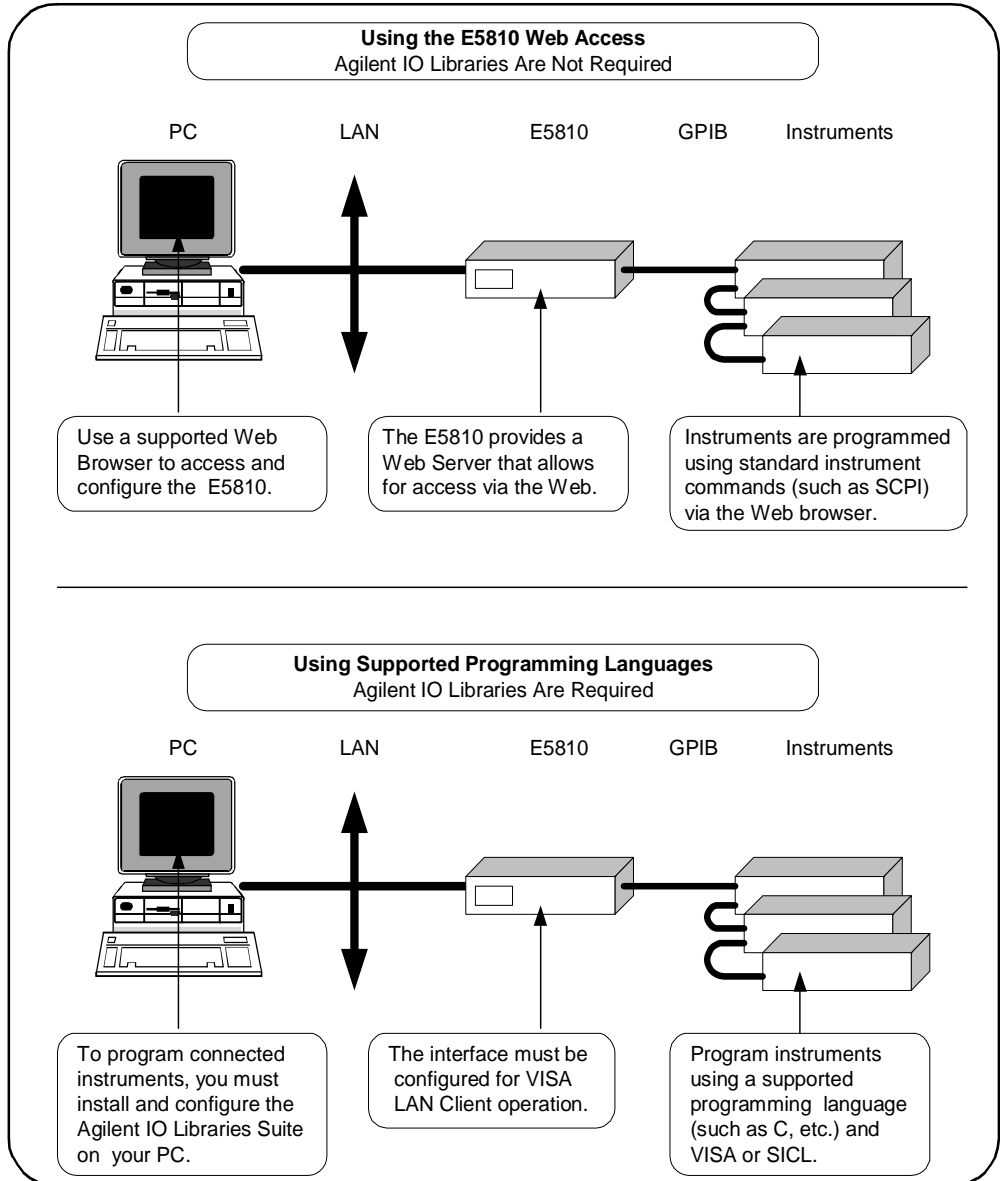 Using the E5810 Web Access
Agilent IO Libraries Are Not Required
PC LAN E5810 GPIB Instruments
Use a supported Web
Browser to access and
configure the E5810.
The E5810 provides a
Web Server that allows
for access via the Web.
Instruments are programmed
using standard instrument
commands (such as SCPI)
via the Web browser.
Using Supported Programming Languages
Agilent IO Libraries Are Required
PC LAN E5810 GPIB Instruments
To program connected
instruments, you must
install and configure the
Agilent IO Libraries Suite
on your PC.
The interface must be
configured for VISA
LAN Client operation.
Program instruments
using a supported
programming language
(such as C, etc.) and
VISA or SICL.